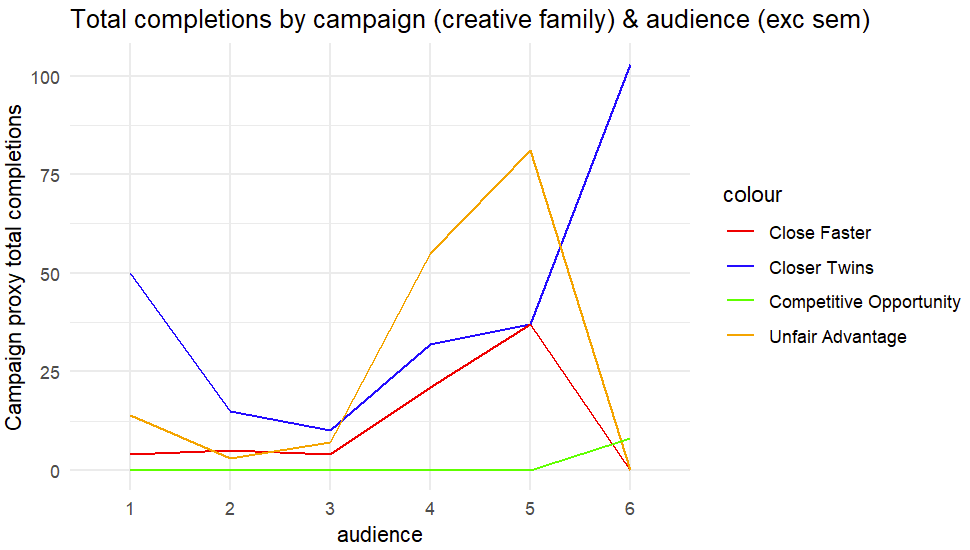 Total completions by campaign (creative family) & audience (exc sem)
Campaign proxy total completions
100
75
50
25
0
1 2 3 4 5 6
audience
colour
Close Faster
Closer Twins
Competitive Opportunity
Unfair Advantage